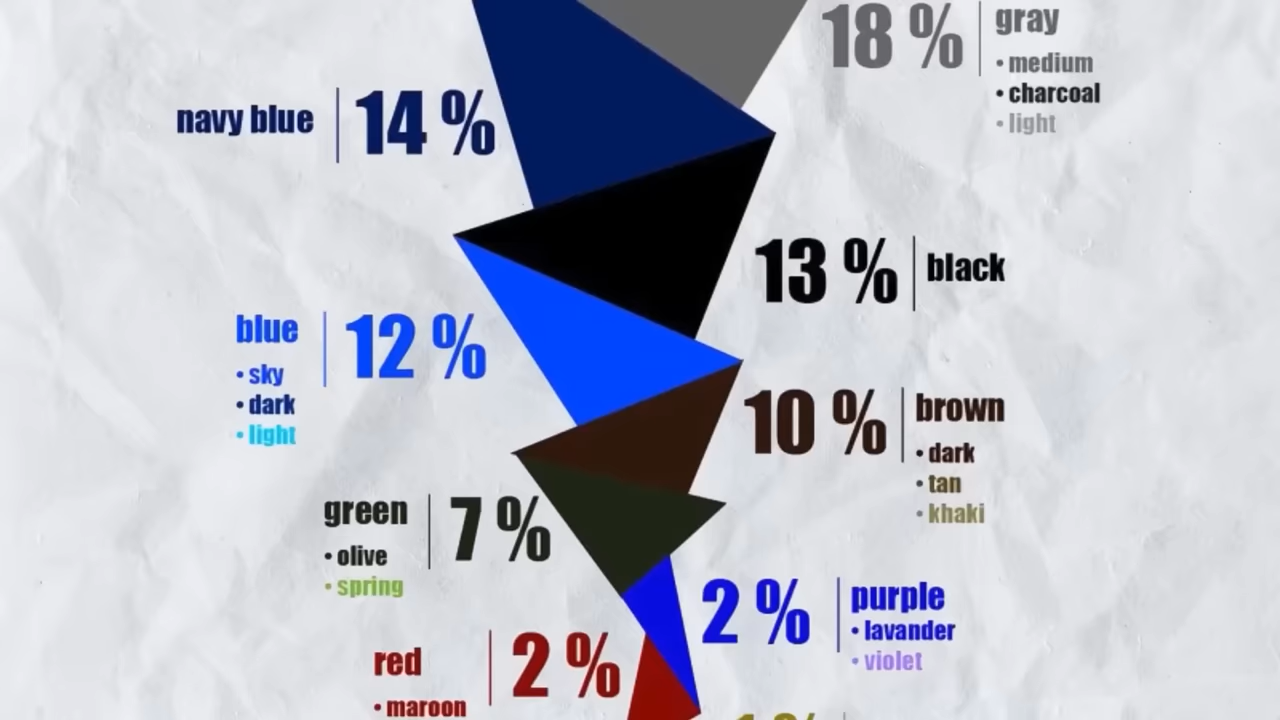 18 % gray
• medium
• charcoal
• light
navy blue 14 %
13 % black
blue 12 %
• sky
• dark
• light
10 % brown
• dark
• tan
• khaki
green 7 %
• olive
• spring
2 % purple
• lavander
• violet
red 2 %
• maroon